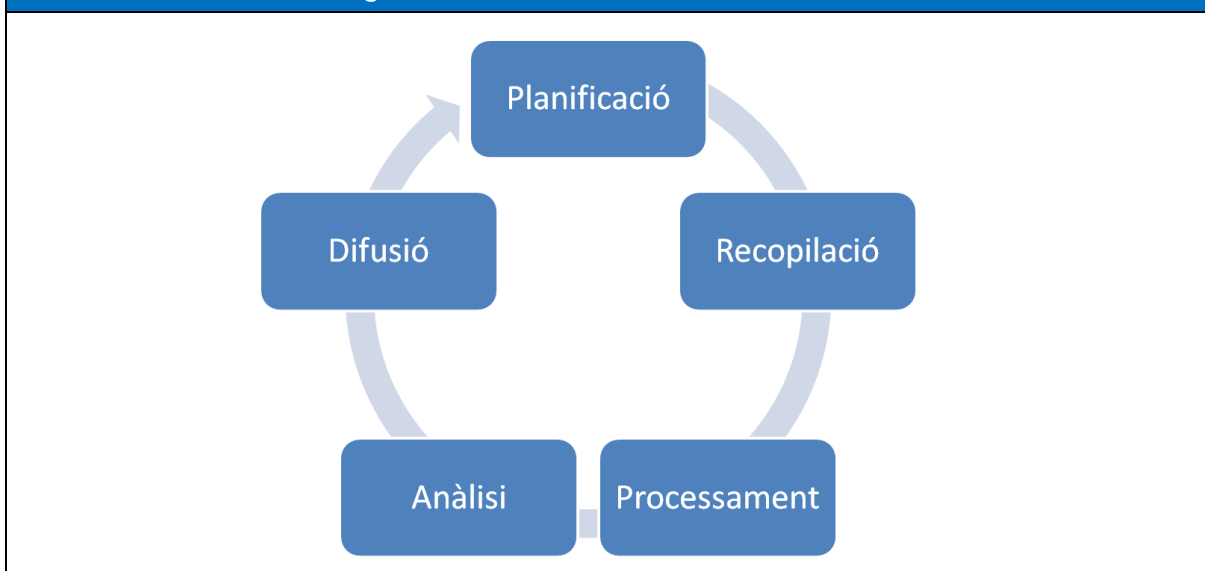 Planificació
Recopilació
Processament
Anàlisi
Difusió